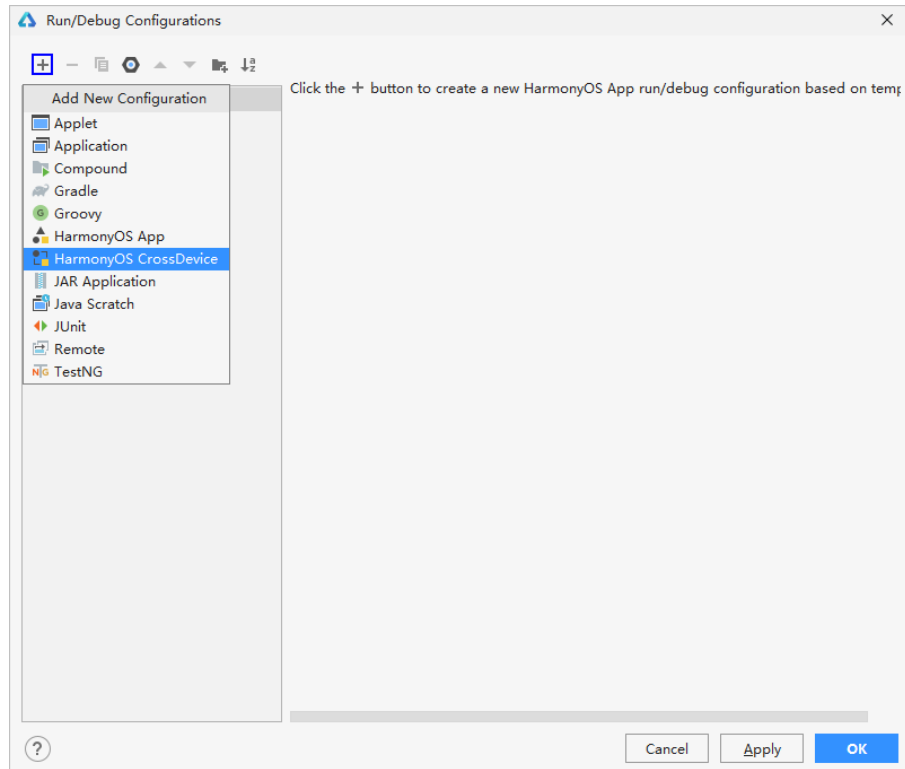 Run/Debug Configurations
Click the + button to create a new HarmonyOS App run/debug configuration based on temp
Add New Configuration
Applet
Application
Compound
Gradle
G Groovy
HarmonyOS App
HarmonyOS CrossDevice
JAR Application
Java Scratch
JUnit
Remote
NG TestNG
?
Cancel Apply OK